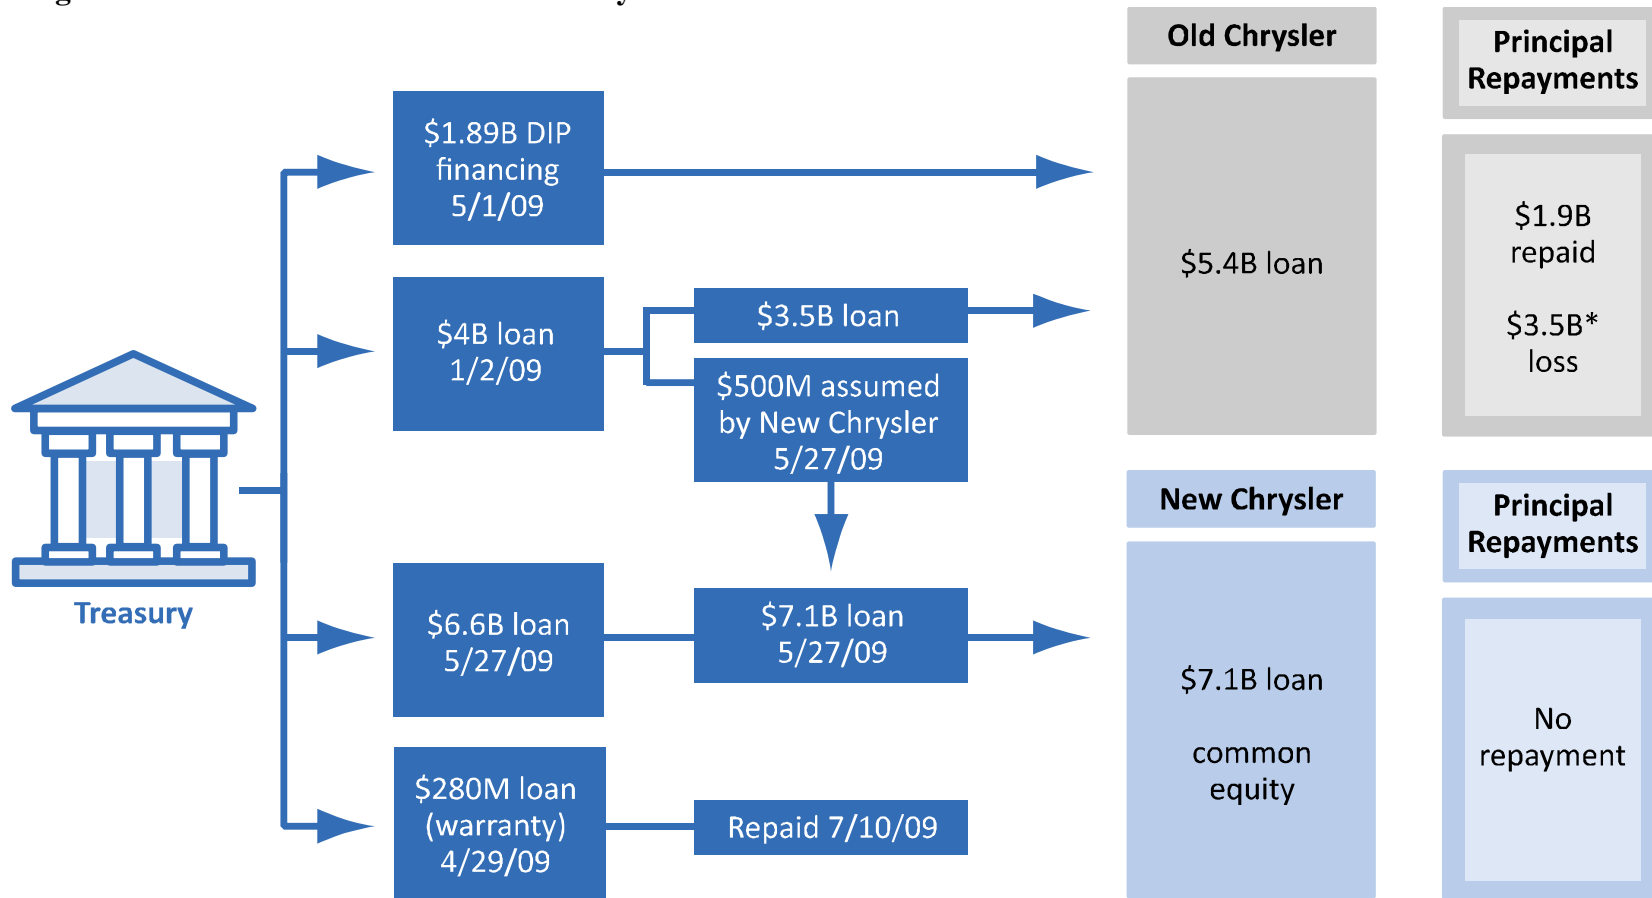 Old Chrysler
Principal
Repayments
$1.89B DIP
financing
5/1/09
$5.4B loan
$1.9B
repaid
$3.5B*
loss
$4B loan
1/2/09
$3.5B loan
$500M assumed
by New Chrysler
5/27/09
Treasury
New Chrysler
Principal
Repayments
$6.6B loan
5/27/09
$7.1B loan
5/27/09
$7.1B loan
common
equity
No
repayment
$280M loan
(warranty)
4/29/09
Repaid 7/10/09